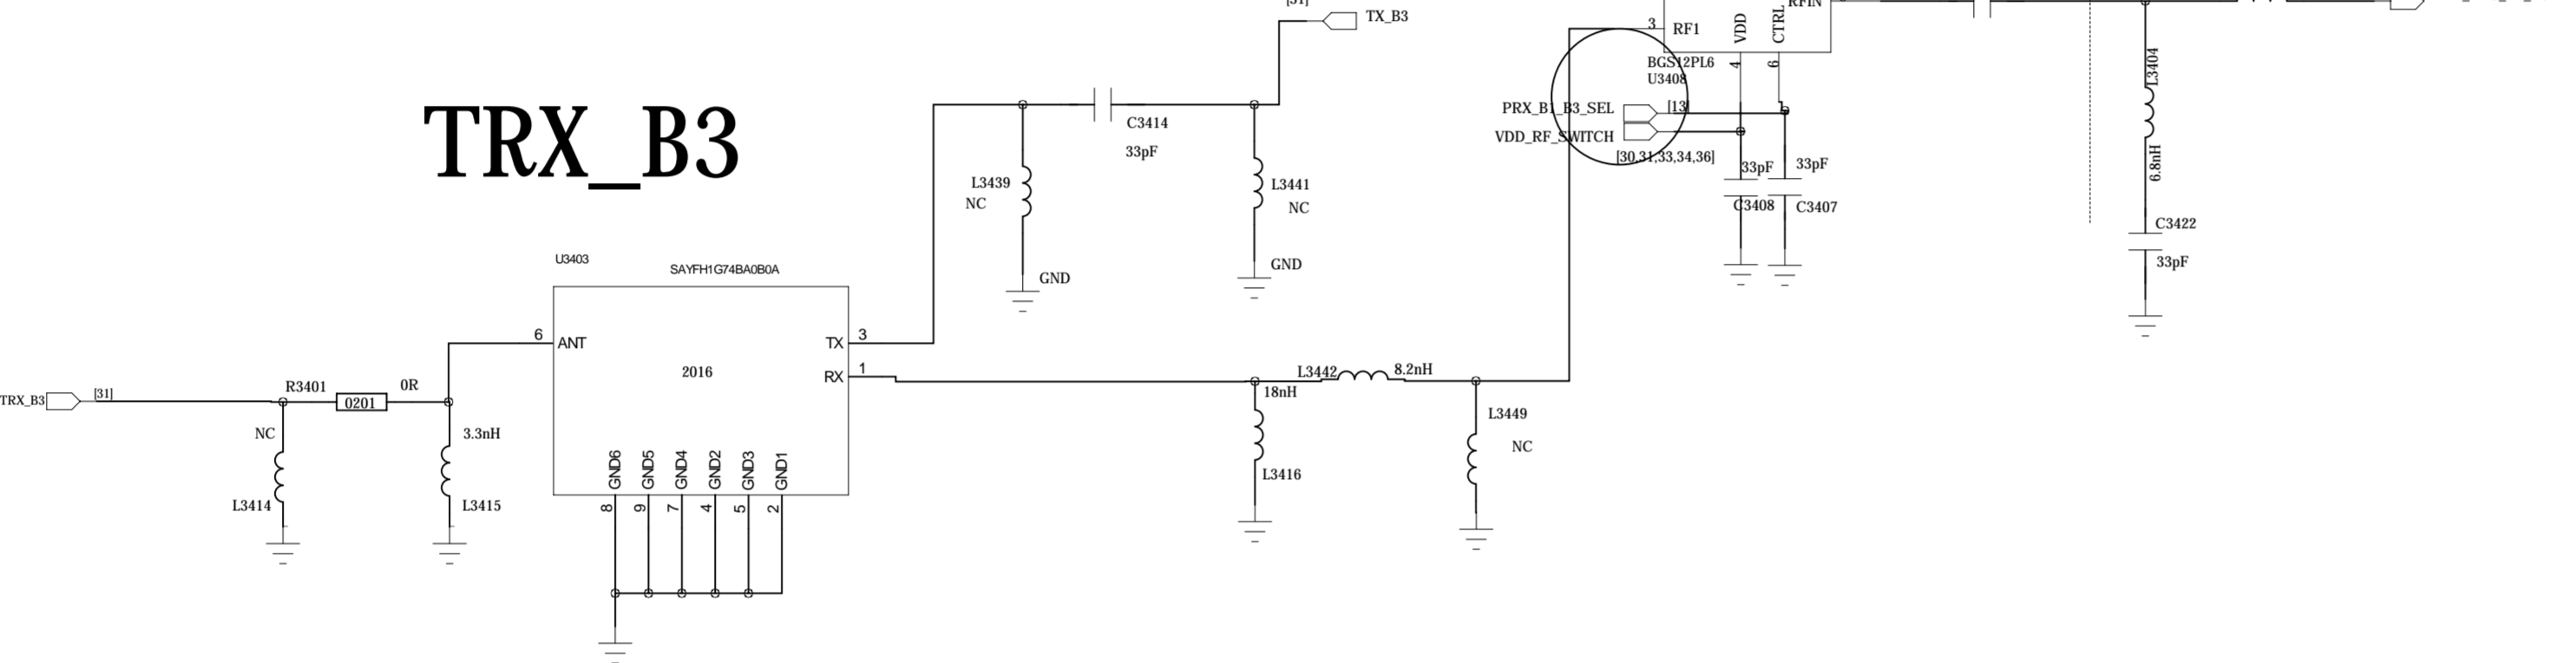 TX_B3
RFIN
3
RF1
VDD
CTRL
4
6
BGS12PL6
U3408
PRX_B1_B3_SEL
[13]
VDD_RF_SWITCH
[30,31,33,34,36]
33pF
33pF
C3408
C3407
L3404
6.8nH
C3422
33pF
TRX_B3
C3414
33pF
L3439
NC
L3441
NC
GND
GND
U3403
SAYFH1G74BA0B0A
6
ANT
TX
3
2016
RX
1
TRX_B3
[31]
R3401
0R
0201
NC
3.3nH
L3414
L3415
GND6
GND5
GND4
GND2
GND3
GND1
8
9
7
4
5
2
L3442
8.2nH
18nH
L3416
L3449
NC